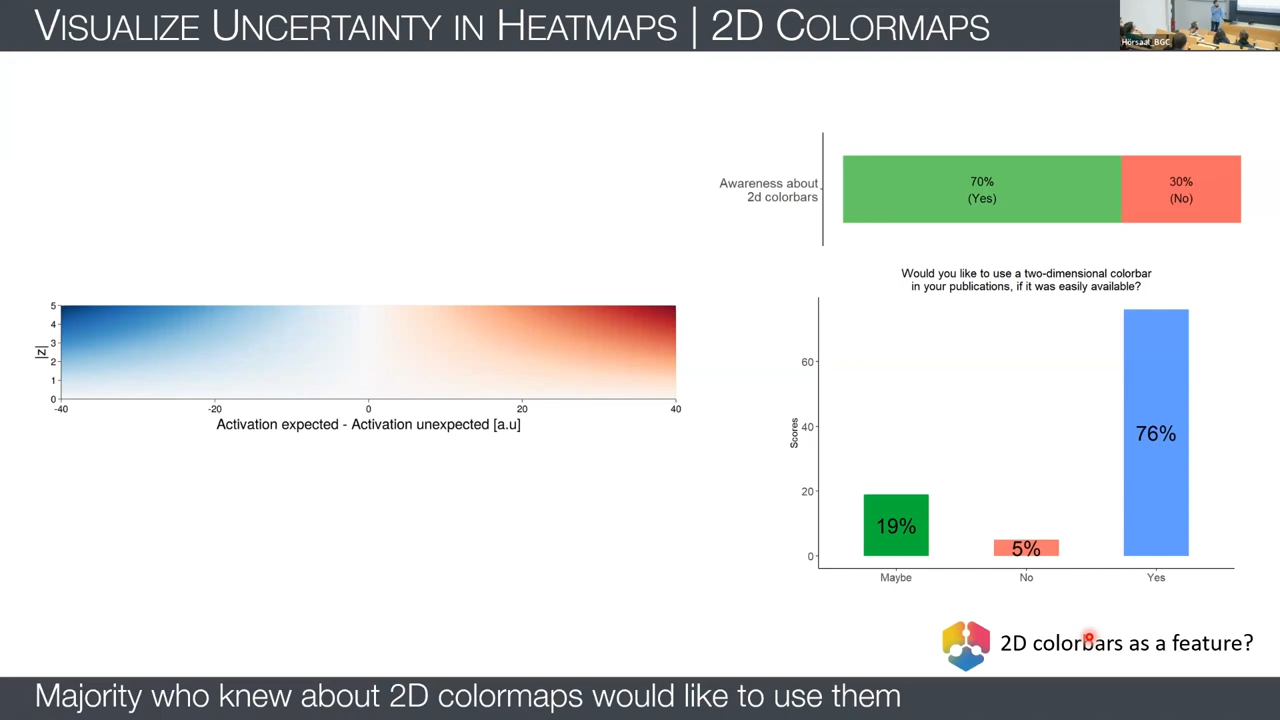 VISUALIZE UNCERTAINTY IN HEATMAPS | 2D COLORMAPS
Hörsaal_BGC
Awareness about
2d colorbars
70%
(Yes)
30%
(No)
Would you like to use a two-dimensional colorbar
in your publications, if it was easily available?
5
4
3
2
1
0
|z|
-40
-20
0
20
40
Activation expected - Activation unexpected [a.u]
60
40
20
0
Scores
19%
5%
76%
Maybe
No
Yes
2D colorbars as a feature?
Majority who knew about 2D colormaps would like to use them